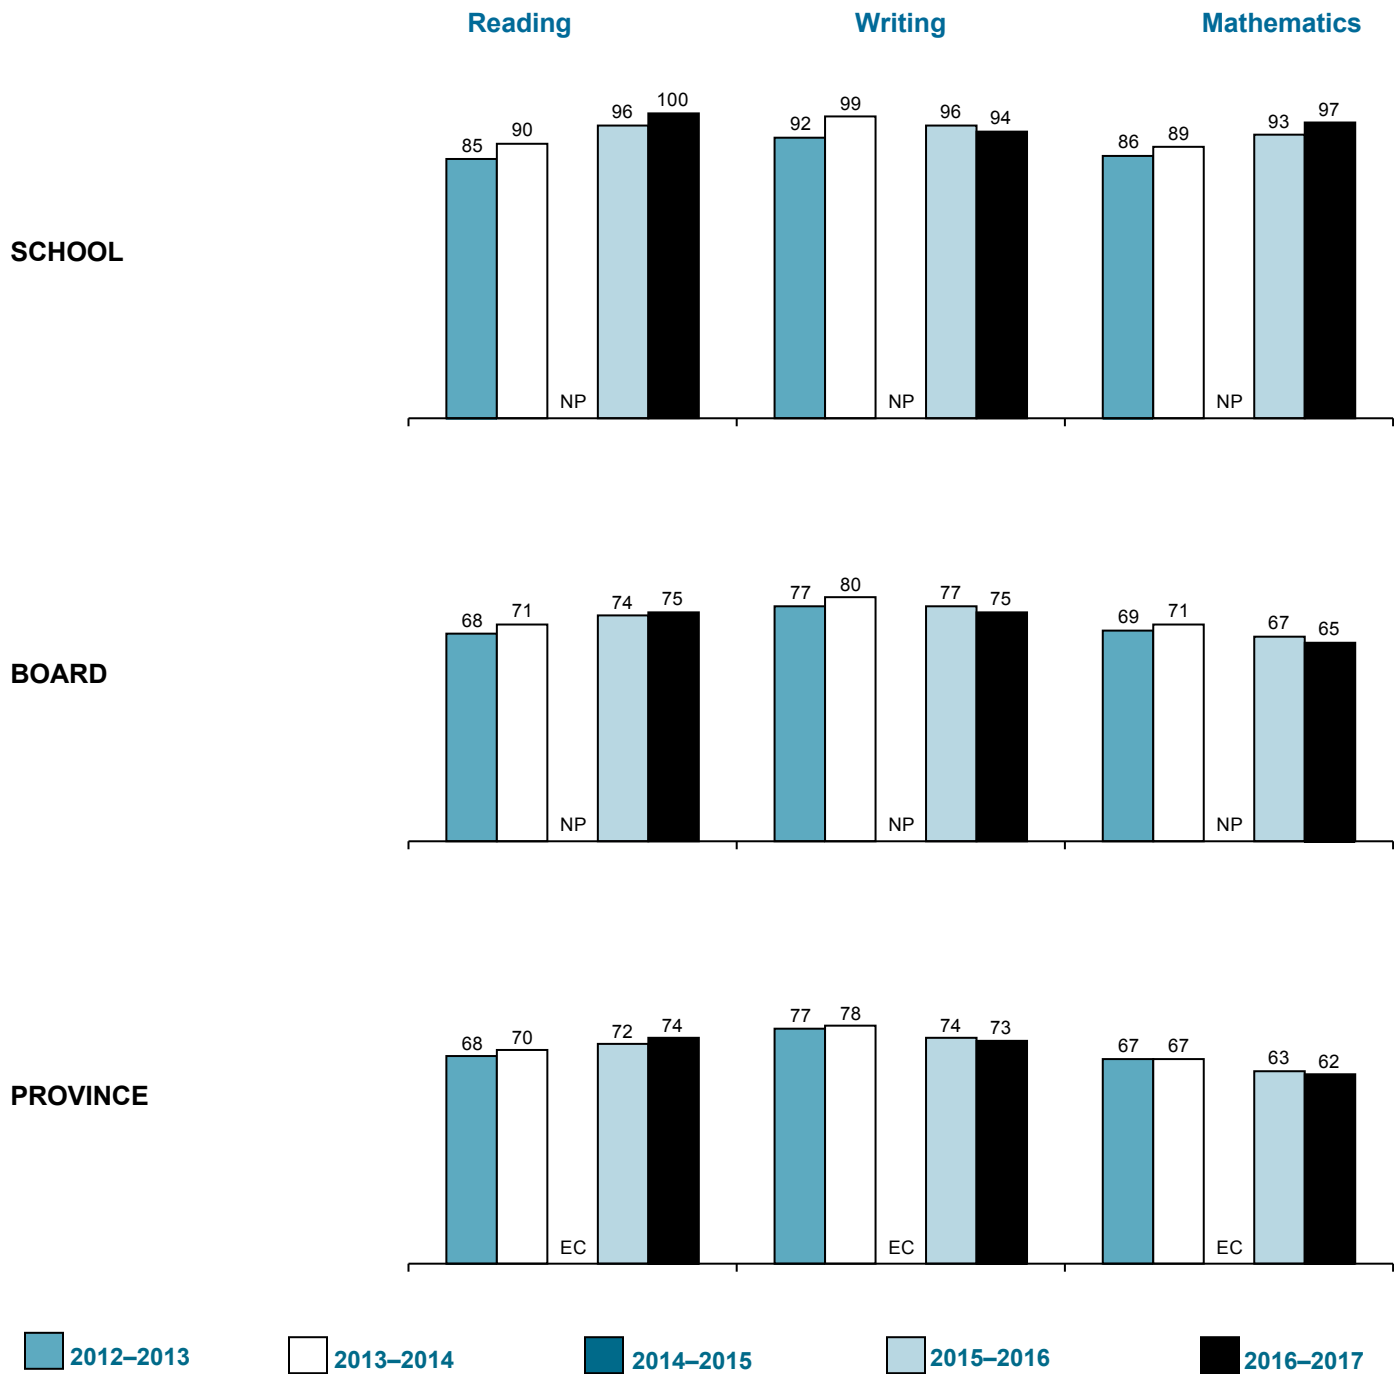 Reading Writing Mathematics
SCHOOL
85 90 NP 96 100
92 99 NP 96 94
86 89 NP 93 97
BOARD
68 71 NP 74 75
77 80 NP 77 75
69 71 NP 67 65
PROVINCE
68 70 EC 72 74
77 78 EC 74 73
67 67 EC 63 62
2012–2013 2013–2014 2014–2015 2015–2016 2016–2017